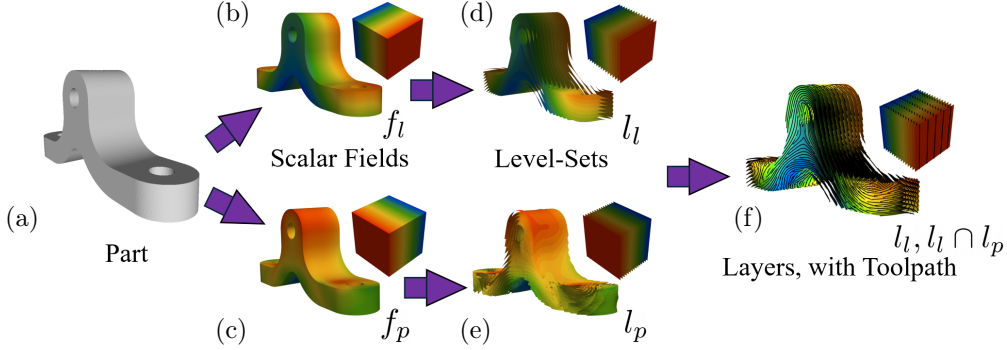 (a)
Part
(b)
f_l
Scalar Fields
(c)
f_p
(d)
l_l
Level-Sets
(e)
l_p
(f)
l_l, l_l ∩ l_p
Layers, with Toolpath